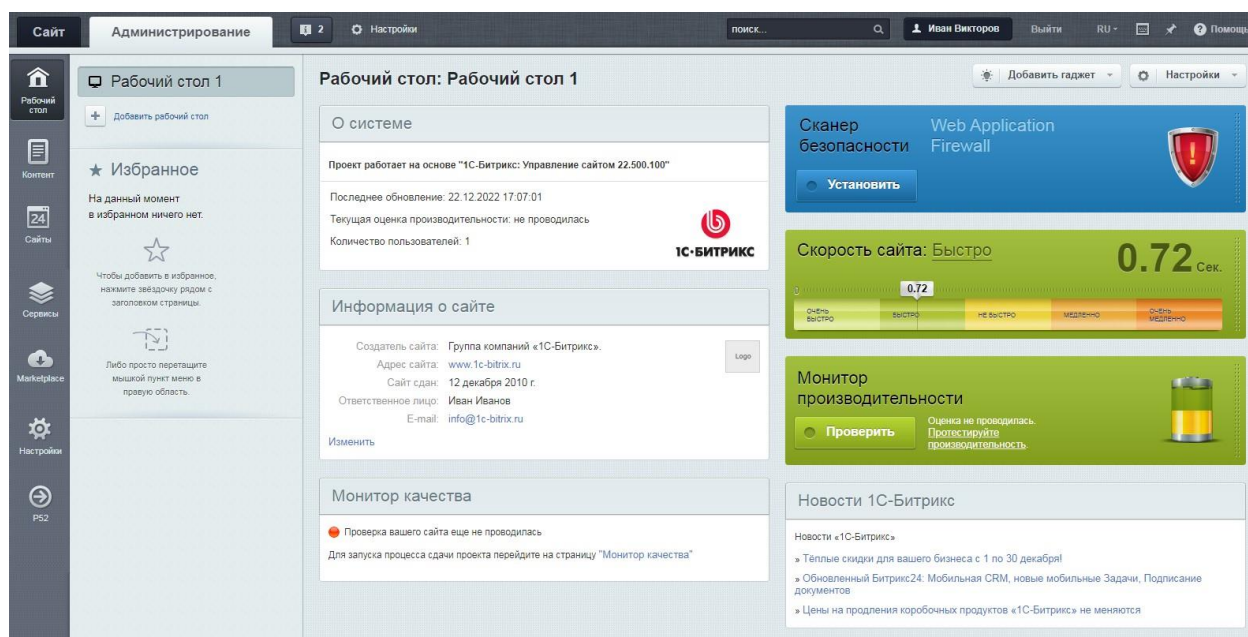 Сайт
Администрирование
2
Настройки
поиск...
Иван Викторов
Выйти
RU
Помощь
Рабочий
стол
Контент
24
Сайты
Сервисы
Marketplace
Настройки
P52
Рабочий стол 1
Добавить рабочий стол
Избранное
На данный момент
в избранном ничего нет.
Чтобы добавить в избранное,
нажмите звёздочку рядом с
заголовком страницы.
Либо просто перетащите
мышкой пункт меню в
правую область.
Рабочий стол: Рабочий стол 1
Добавить гаджет
Настройки
О системе
Проект работает на основе "1С-Битрикс: Управление сайтом 22.500.100"
Последнее обновление: 22.12.2022 17:07:01
Текущая оценка производительности: не проводилась
Количество пользователей: 1
1С·БИТРИКС
Информация о сайте
Создатель сайта: Группа компаний «1С-Битрикс».
Адрес сайта: www.1c-bitrix.ru
Сайт сдан: 12 декабря 2010 г.
Ответственное лицо: Иван Иванов
E-mail: info@1c-bitrix.ru
Logo
Изменить
Монитор качества
Проверка вашего сайта еще не проводилась
Для запуска процесса сдачи проекта перейдите на страницу "Монитор качества"
Сканер
безопасности
Web Application
Firewall
Установить
Скорость сайта: Быстро
0.72 Сек.
0.72
ОЧЕНЬ
БЫСТРО
БЫСТРО
НЕ БЫСТРО
МЕДЛЕННО
ОЧЕНЬ
МЕДЛЕННО
Монитор
производительности
Проверить
Оценка не проводилась.
Протестируйте
производительность.
Новости 1С-Битрикс
Новости «1С-Битрикс»
» Тёплые скидки для вашего бизнеса с 1 по 30 декабря!
» Обновленный Битрикс24: Мобильная CRM, новые мобильные Задачи, Подписание
документов
» Цены на продления коробочных продуктов «1С-Битрикс» не меняются